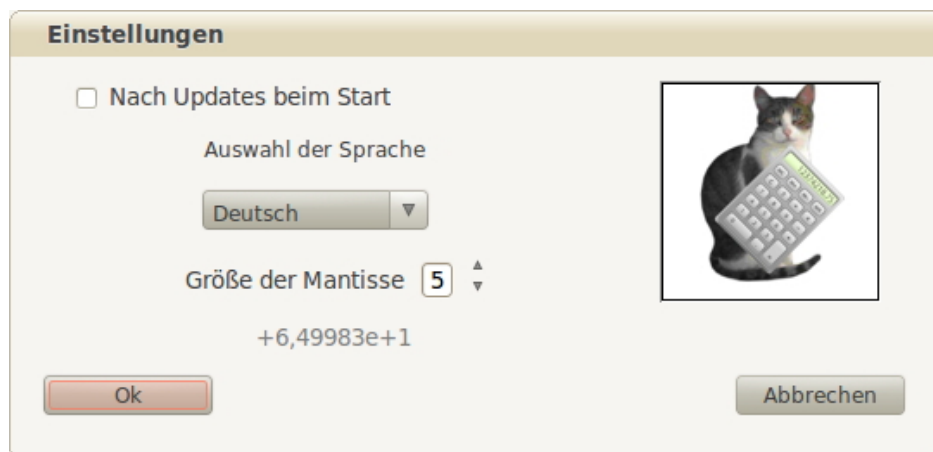 Einstellungen
Nach Updates beim Start
Auswahl der Sprache
Deutsch
Größe der Mantisse 5
+6,49983e+1
Ok
Abbrechen